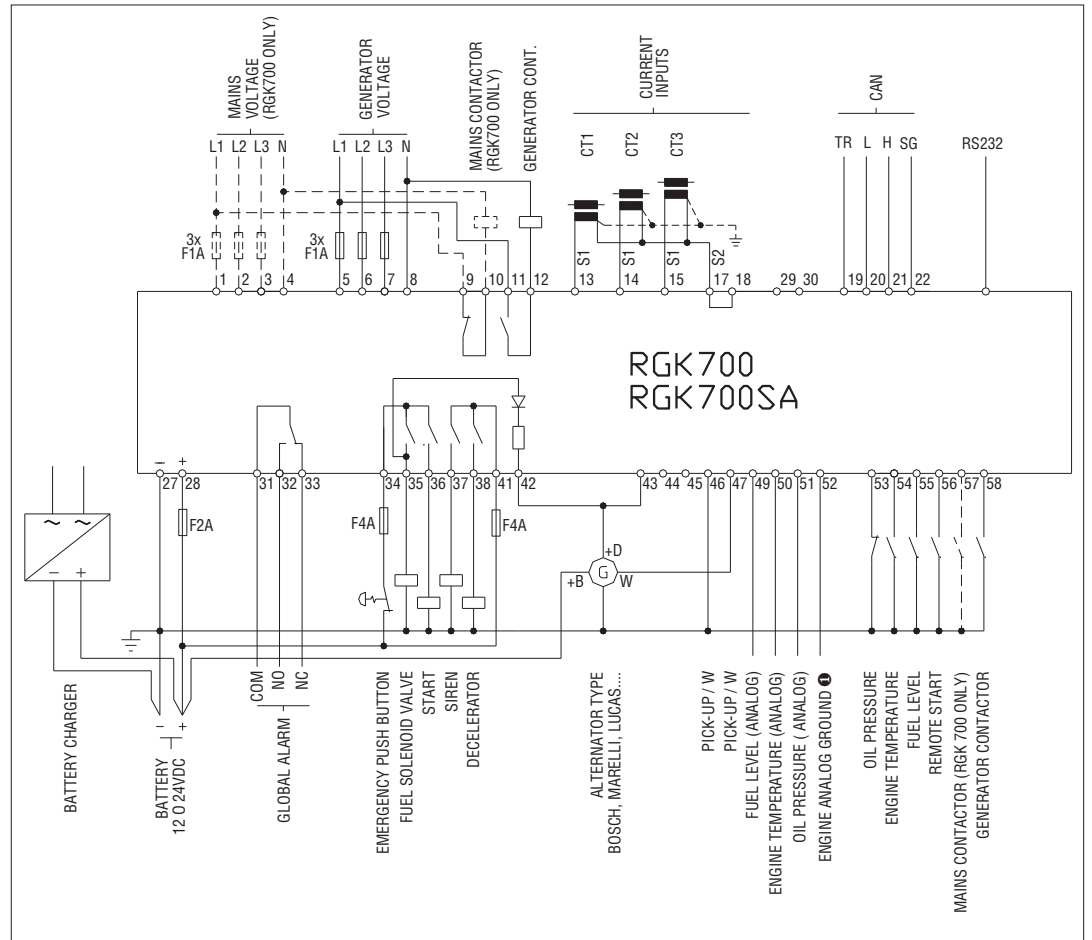 MAINS
VOLTAGE
(RGK700 ONLY)
GENERATOR
VOLTAGE
MAINS CONTACTOR
(RGK700 ONLY)
GENERATOR CONT.
CURRENT
INPUTS
CAN
L1 L2 L3 N
L1 L2 L3 N
CT1
CT2
CT3
TR L H SG
RS232
3x
F1A
3x
F1A
S1
S1
S1
S2
1 2 3 4 5 6 7 8 9 10 11 12 13 14 15 17 18 29 30 19 20 21 22
RGK700
RGK700SA
– +
27 28 31 32 33 34 35 36 37 38 41 42 43 44 45 46 47 49 50 51 52 53 54 55 56 57 58
~ ~
– +
F2A
F4A
F4A
+D
+B G W
COM
NO
NC
– +
BATTERY CHARGER
BATTERY
12 O 24VDC
GLOBAL ALARM
EMERGENCY PUSH BUTTON
FUEL SOLENOID VALVE
START
SIREN
DECELERATOR
ALTERNATOR TYPE
BOSCH, MARELLI, LUCAS....
PICK-UP / W
PICK-UP / W
FUEL LEVEL (ANALOG)
ENGINE TEMPERATURE (ANALOG)
OIL PRESSURE ( ANALOG)
ENGINE ANALOG GROUND ❶
OIL PRESSURE
ENGINE TEMPERATURE
FUEL LEVEL
REMOTE START
MAINS CONTACTOR (RGK 700 ONLY)
GENERATOR CONTACTOR